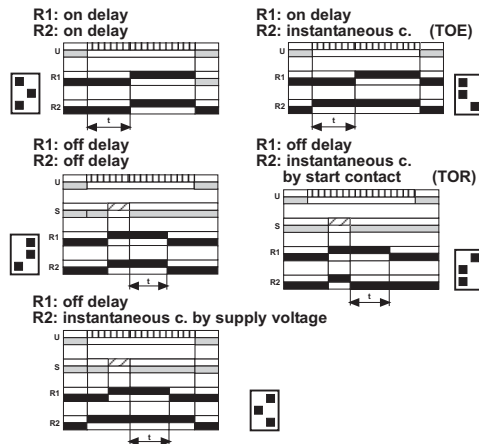 R1: on delay
R2: on delay
U
R1
R2
t
R1: on delay
R2: instantaneous c. (TOE)
U
R1
R2
t
R1: off delay
R2: off delay
U
S
R1
R2
t
R1: off delay
R2: instantaneous c.
by start contact (TOR)
U
S
R1
R2
t
R1: off delay
R2: instantaneous c. by supply voltage
U
S
R1
R2
t